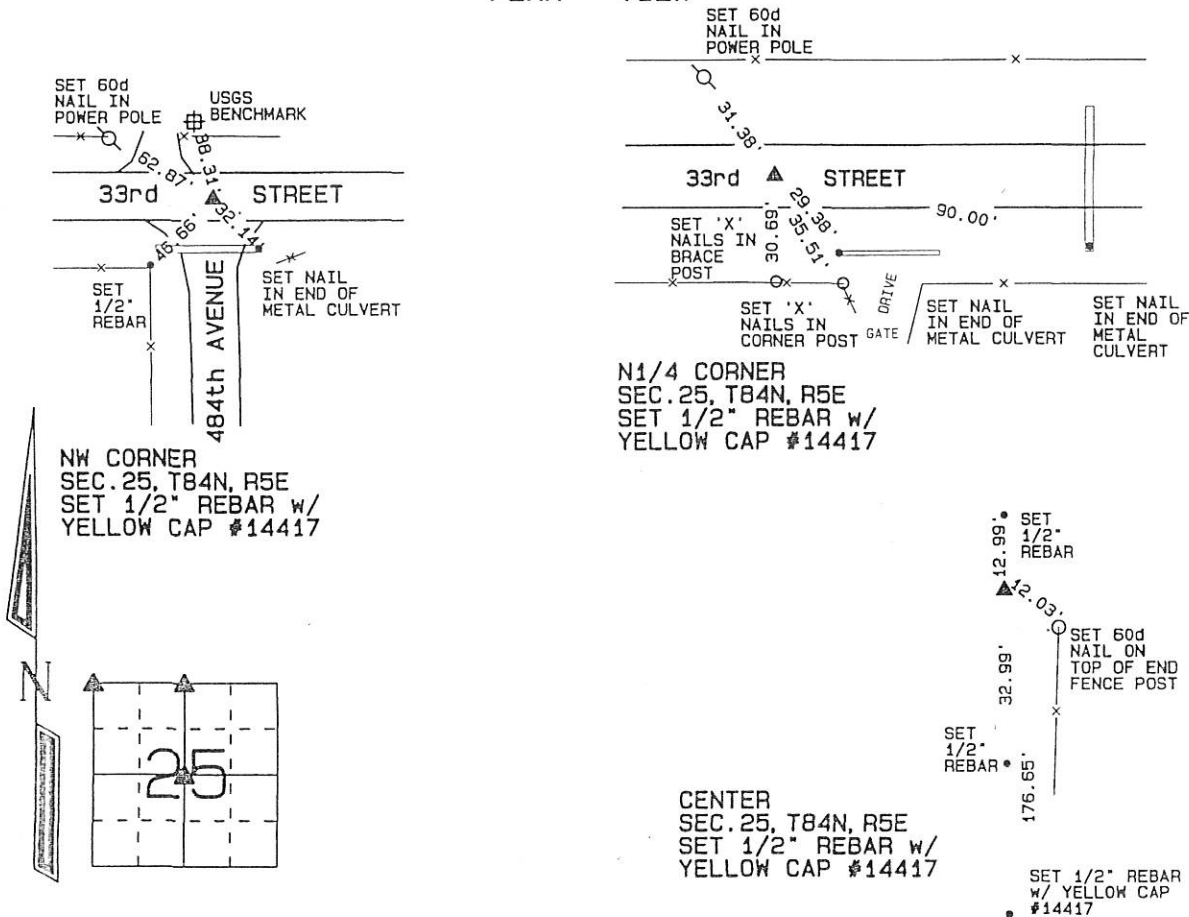 SET 60d
NAIL IN
POWER POLE
USGS
BENCHMARK
62.87'
38.31'
33rd STREET
46.66'
32.14'
SET
1/2"
REBAR
484th AVENUE
SET NAIL
IN END OF
METAL CULVERT
NW CORNER
SEC.25, T84N, R5E
SET 1/2" REBAR w/
YELLOW CAP #14417
SET 60d
NAIL IN
POWER POLE
31.38'
33rd STREET
29.38'
35.51'
30.69'
90.00'
SET 'X'
NAILS IN
BRACE
POST
SET 'X'
NAILS IN
CORNER POST
GATE
DRIVE
SET NAIL
IN END OF
METAL CULVERT
SET NAIL
IN END OF
METAL
CULVERT
N1/4 CORNER
SEC.25, T84N, R5E
SET 1/2" REBAR w/
YELLOW CAP #14417
N
25
SET
1/2"
REBAR
12.99'
12.03'
SET 60d
NAIL ON
TOP OF END
FENCE POST
32.99'
SET
1/2"
REBAR
176.65'
CENTER
SEC.25, T84N, R5E
SET 1/2" REBAR w/
YELLOW CAP #14417
SET 1/2" REBAR
w/ YELLOW CAP
#14417